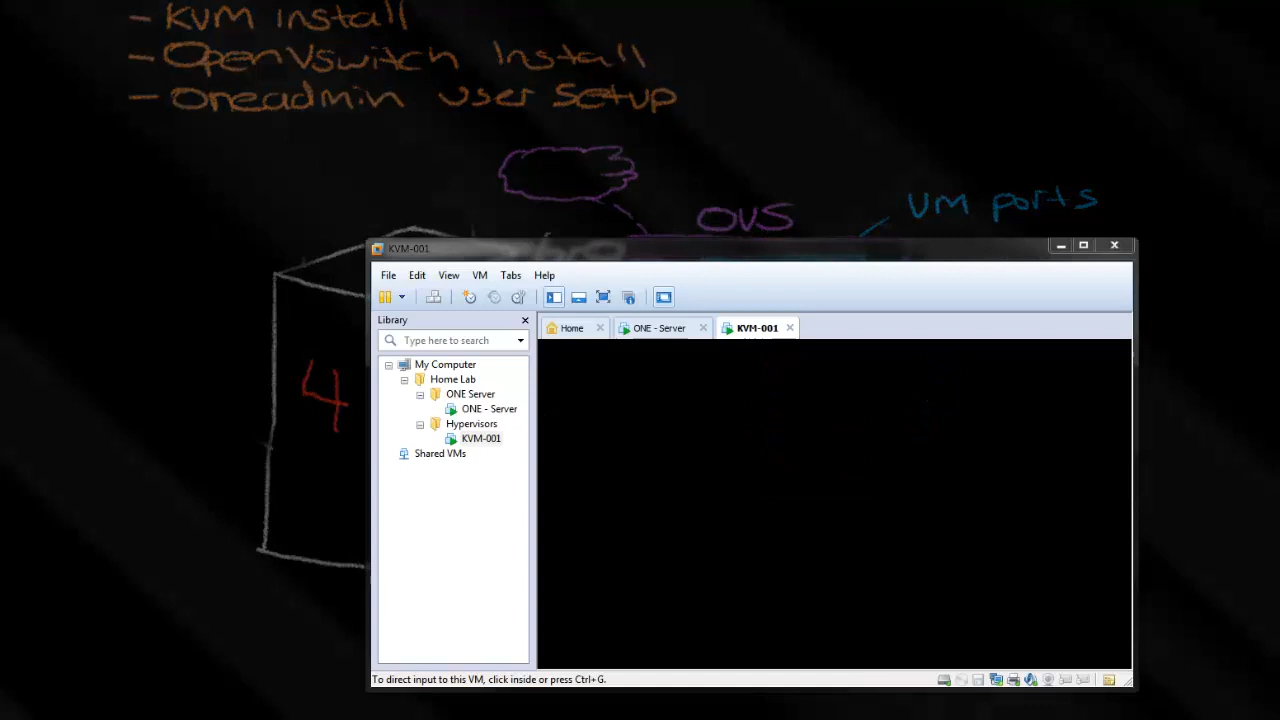 - KVM install
- OpenVswitch Install
- Oneadmin user Setup
OVS
VM ports
4
KVM-001
File Edit View VM Tabs Help
Library
Type here to search
Home
ONE - Server
KVM-001
My Computer
Home Lab
ONE Server
ONE - Server
Hypervisors
KVM-001
Shared VMs
To direct input to this VM, click inside or press Ctrl+G.